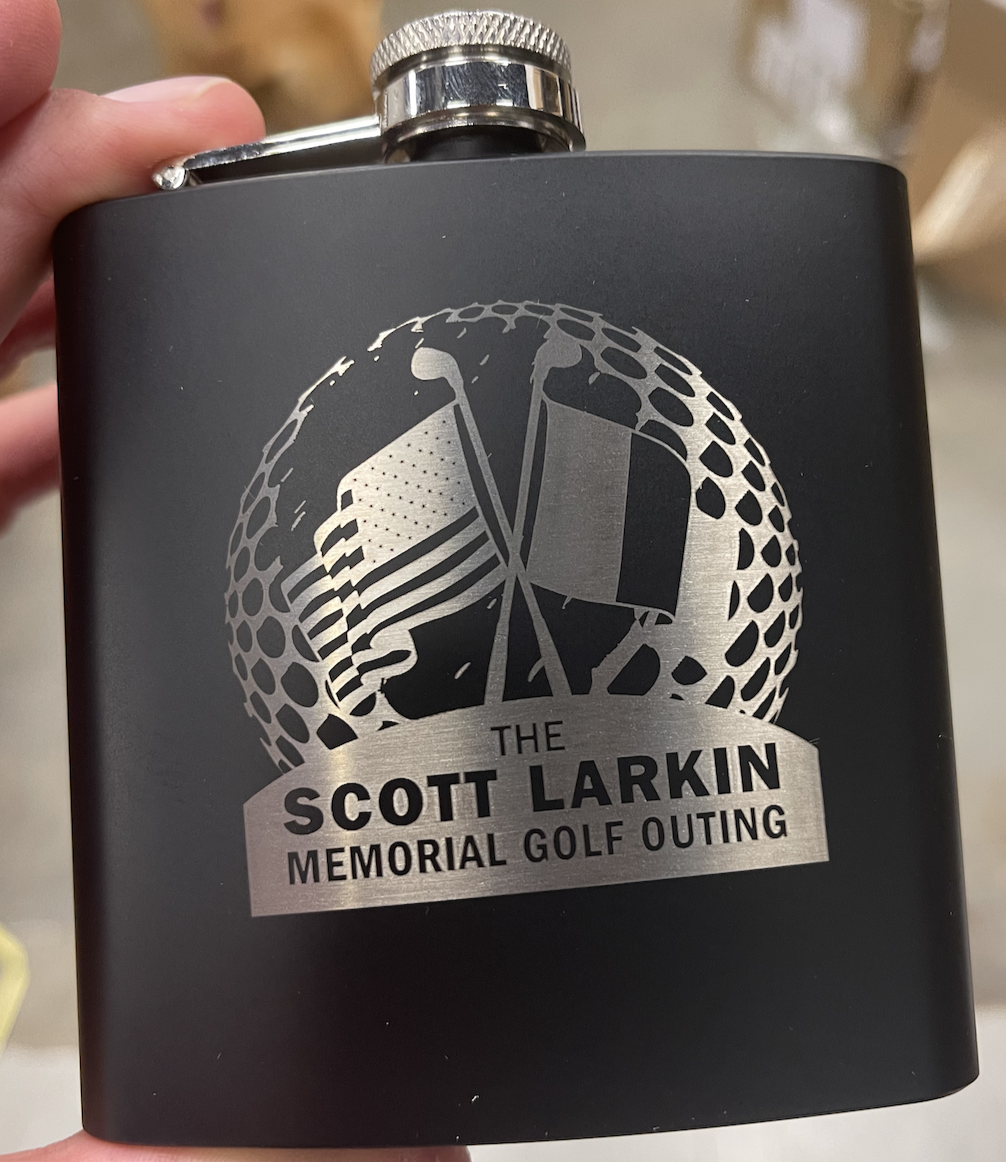 THE
SCOTT LARKIN
MEMORIAL GOLF OUTING